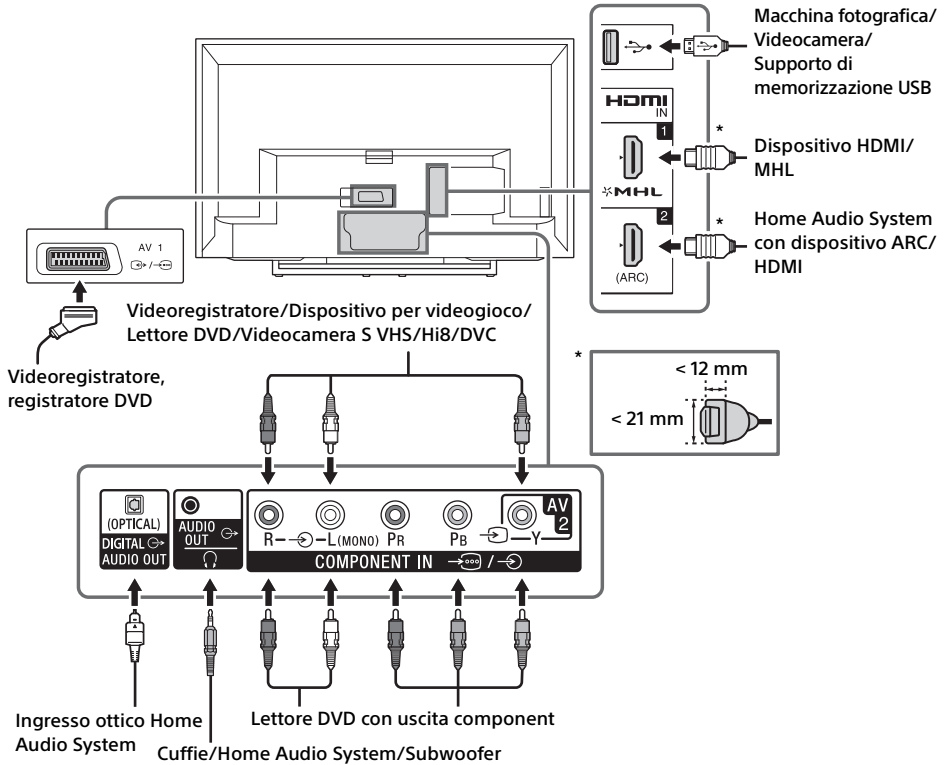 Macchina fotografica/
Videocamera/
Supporto di
memorizzazione USB
HDMI
IN
1
*
Dispositivo HDMI/
MHL
MHL
2
*
Home Audio System
con dispositivo ARC/
HDMI
(ARC)
AV 1
/
Videoregistratore/Dispositivo per videogioco/
Lettore DVD/Videocamera S VHS/Hi8/DVC
Videoregistratore,
registratore DVD
*
< 12 mm
< 21 mm
(OPTICAL)
DIGITAL
AUDIO OUT
AUDIO
OUT
R L(MONO) PR PB Y
AV
2
COMPONENT IN /
Ingresso ottico Home
Audio System
Lettore DVD con uscita component
Cuffie/Home Audio System/Subwoofer